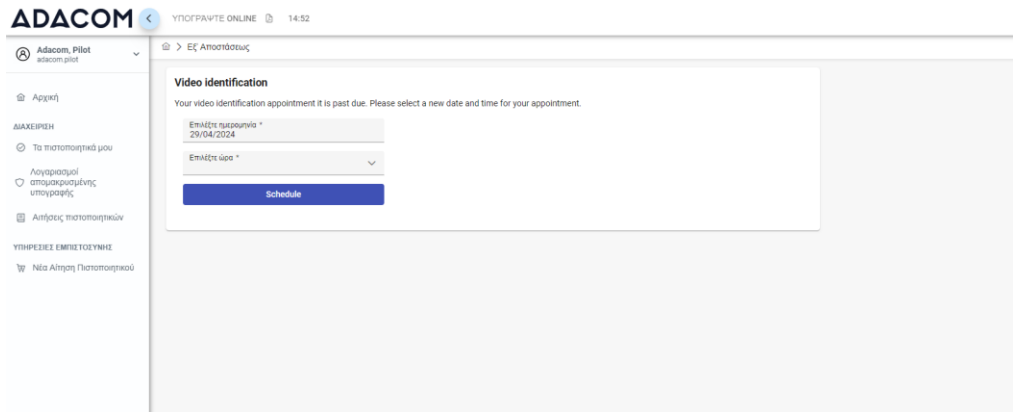 ADACOM
ΥΠΟΓΡΑΨΤΕ ONLINE 14:52
Adacom, Pilot
adacom.pilot
Εξ' Αποστάσεως
Αρχική
ΔΙΑΧΕΙΡΙΣΗ
Τα πιστοποιητικά μου
Λογαριασμοί
απομακρυσμένης
υπογραφής
Αιτήσεις πιστοποιητικών
ΥΠΗΡΕΣΙΕΣ ΕΜΠΙΣΤΟΣΥΝΗΣ
Νέα Αίτηση Πιστοποιητικού
Video identification
Your video identification appointment it is past due. Please select a new date and time for your appointment.
Επιλέξτε ημερομηνία *
29/04/2024
Επιλέξτε ώρα *
Schedule